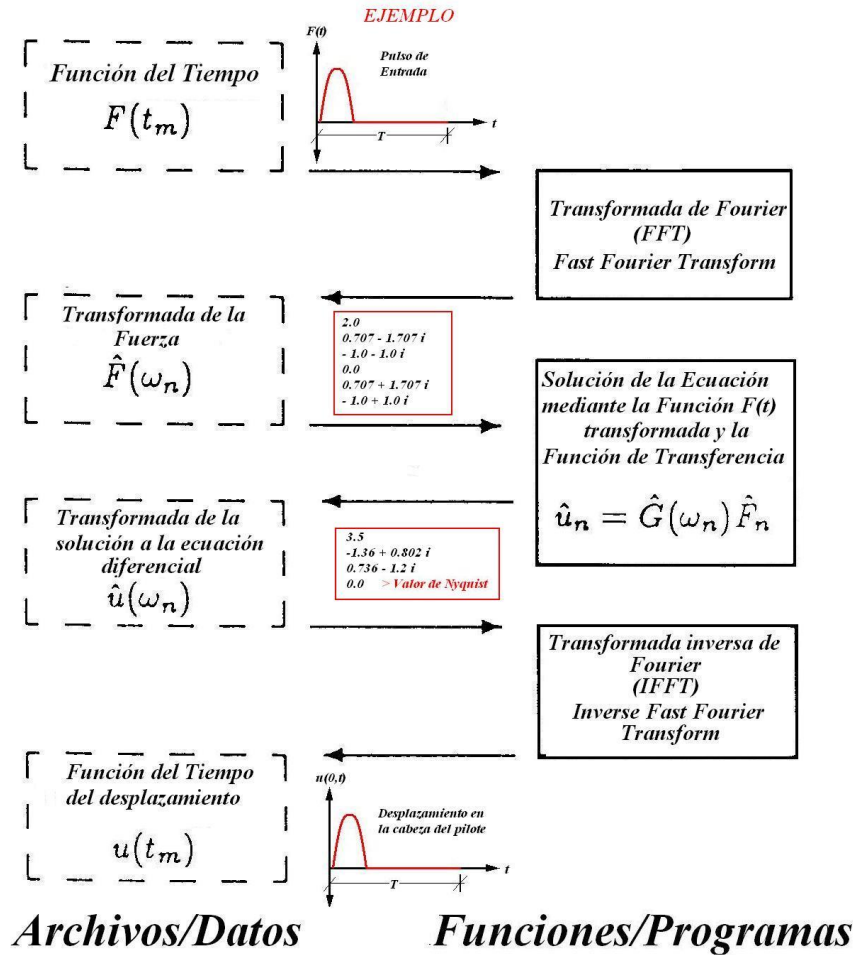 EJEMPLO
Función del Tiempo
F(t_m)
F(t)
Pulso de
Entrada
t
T
Transformada de Fourier
(FFT)
Fast Fourier Transform
Transformada de la
Fuerza
F̂(ω_n)
2.0
0.707 - 1.707 i
- 1.0 - 1.0 i
0.0
0.707 + 1.707 i
- 1.0 + 1.0 i
Solución de la Ecuación
mediante la Función F(t)
transformada y la
Función de Transferencia
û_n = Ĝ(ω_n) F̂_n
Transformada de la
solución a la ecuación
diferencial
û(ω_n)
3.5
-1.36 + 0.802 i
0.736 - 1.2 i
0.0 > Valor de Nyquist
Transformada inversa de
Fourier
(IFFT)
Inverse Fast Fourier
Transform
Función del Tiempo
del desplazamiento
u(t_m)
u(0,t)
Desplazamiento en
la cabeza del pilote
t
T
Archivos/Datos
Funciones/Programas